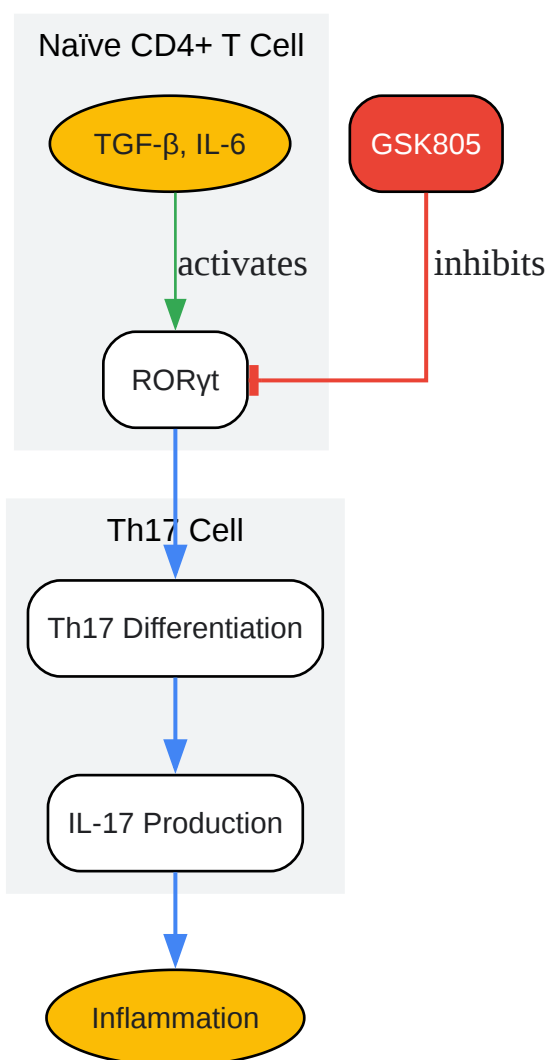 Naïve CD4+ T Cell
TGF-β, IL-6
GSK805
activates
inhibits
RORγt
Th17 Cell
Th17 Differentiation
IL-17 Production
Inflammation